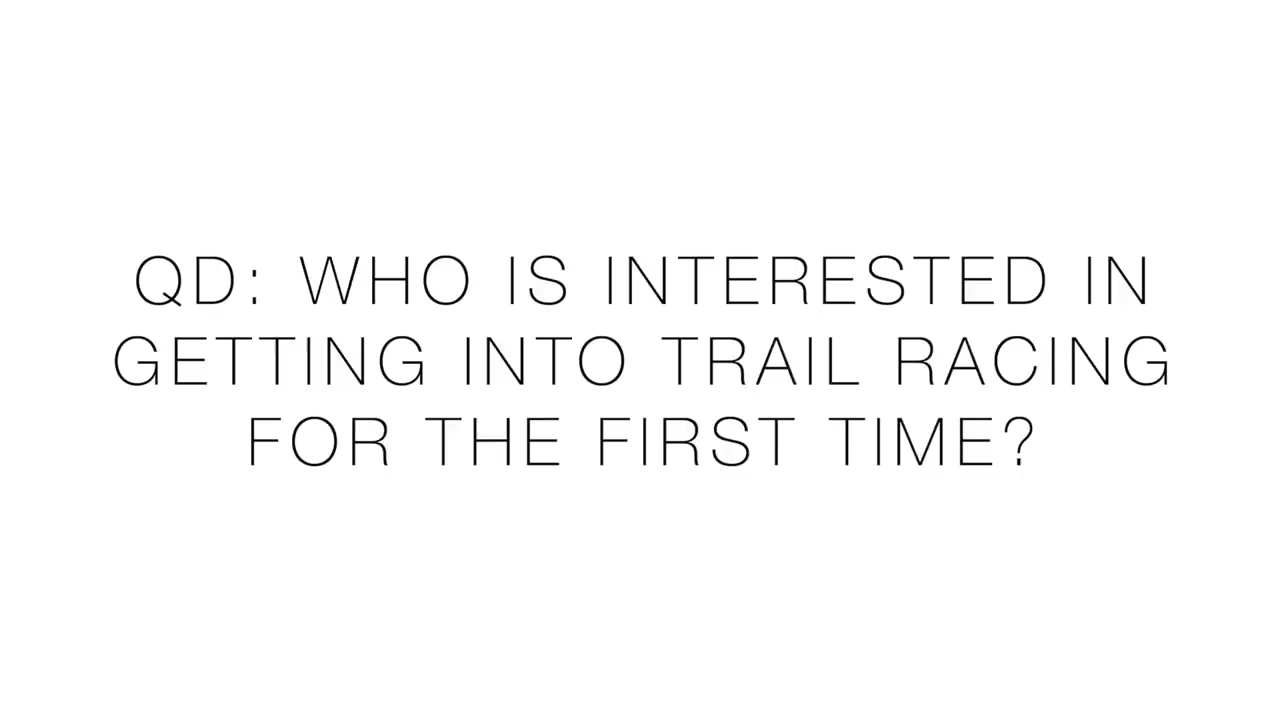 QD: WHO IS INTERESTED IN
GETTING INTO TRAIL RACING
FOR THE FIRST TIME?